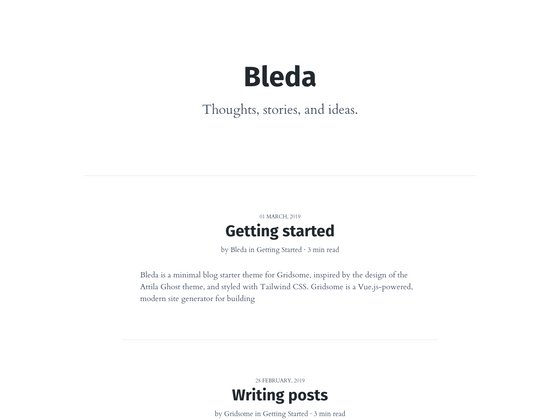 Bleda
Thoughts, stories, and ideas.
01 MARCH, 2019
Getting started
by Bleda in Getting Started · 3 min read
Bleda is a minimal blog starter theme for Gridsome, inspired by the design of the
Attila Ghost theme, and styled with Tailwind CSS. Gridsome is a Vue.js-powered,
modern site generator for building
28 FEBRUARY, 2019
Writing posts
by Gridsome in Getting Started · 3 min read